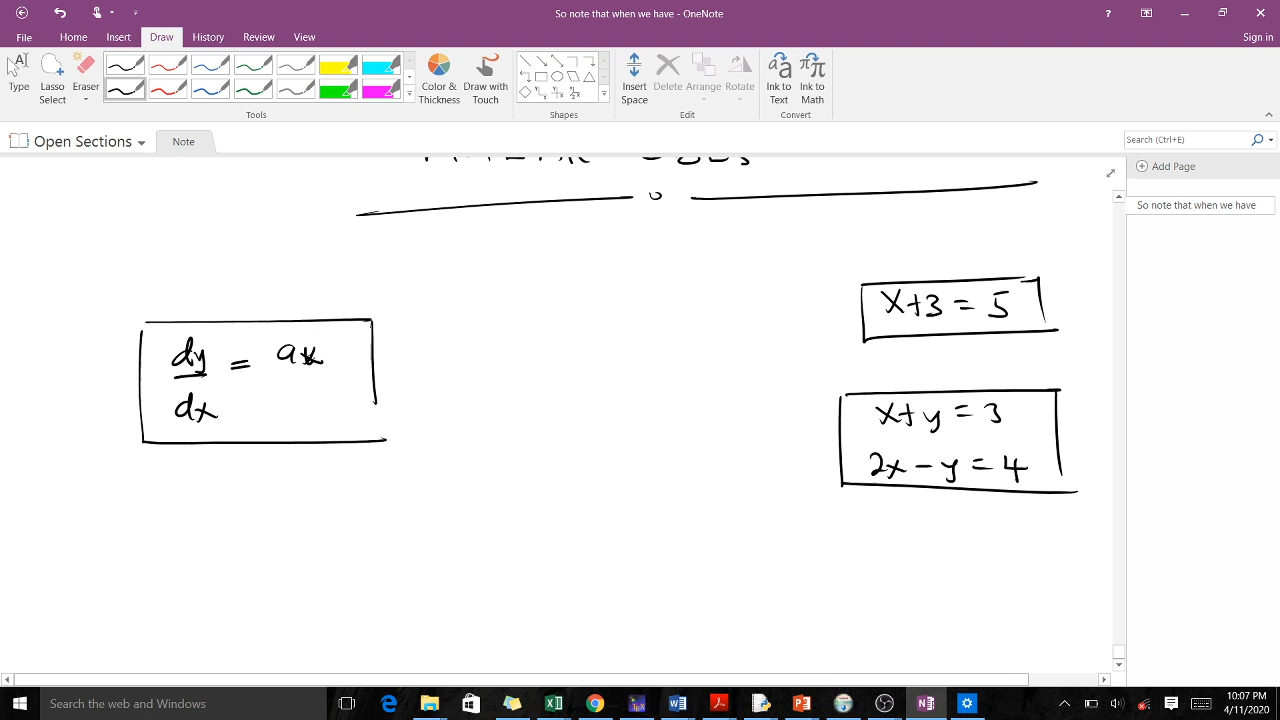 So note that when we have - OneNote
Sign in
File Home Insert Draw History Review View
Type
Lasso Select
Eraser
Color & Thickness
Draw with Touch
Insert Space
Delete
Arrange
Rotate
Ink to Text
Ink to Math
Tools
Shapes
Edit
Convert
Open Sections
Note
Search (Ctrl+E)
Add Page
So note that when we have
x+3 = 5
dy/dx = ax
x+y = 3
2x-y = 4
Search the web and Windows
10:07 PM
4/11/2020